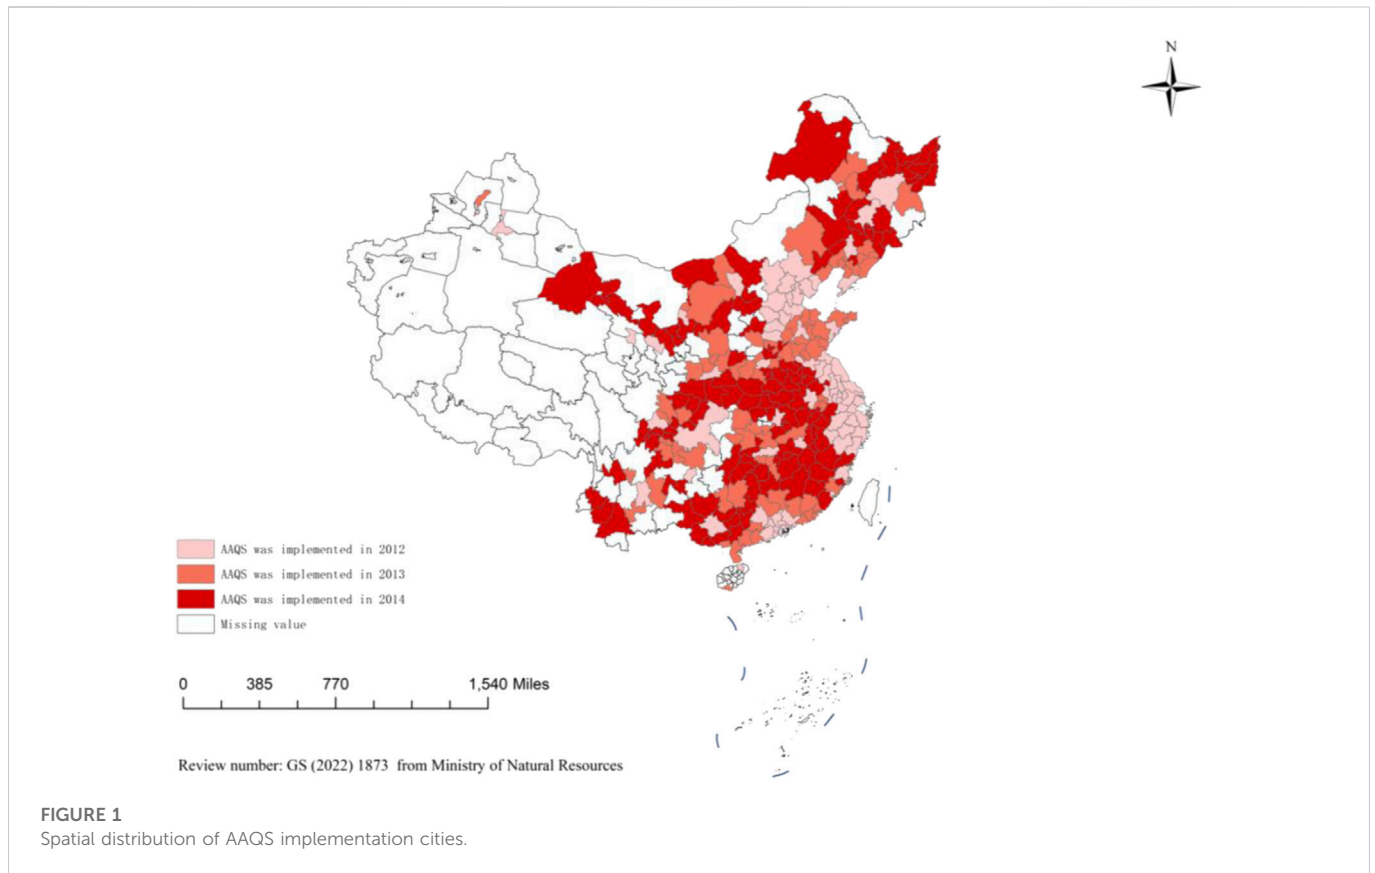 N
AAQS was implemented in 2012
AAQS was implemented in 2013
AAQS was implemented in 2014
Missing value
0 385 770 1,540 Miles
Review number: GS (2022) 1873 from Ministry of Natural Resources
FIGURE 1
Spatial distribution of AAQS implementation cities.